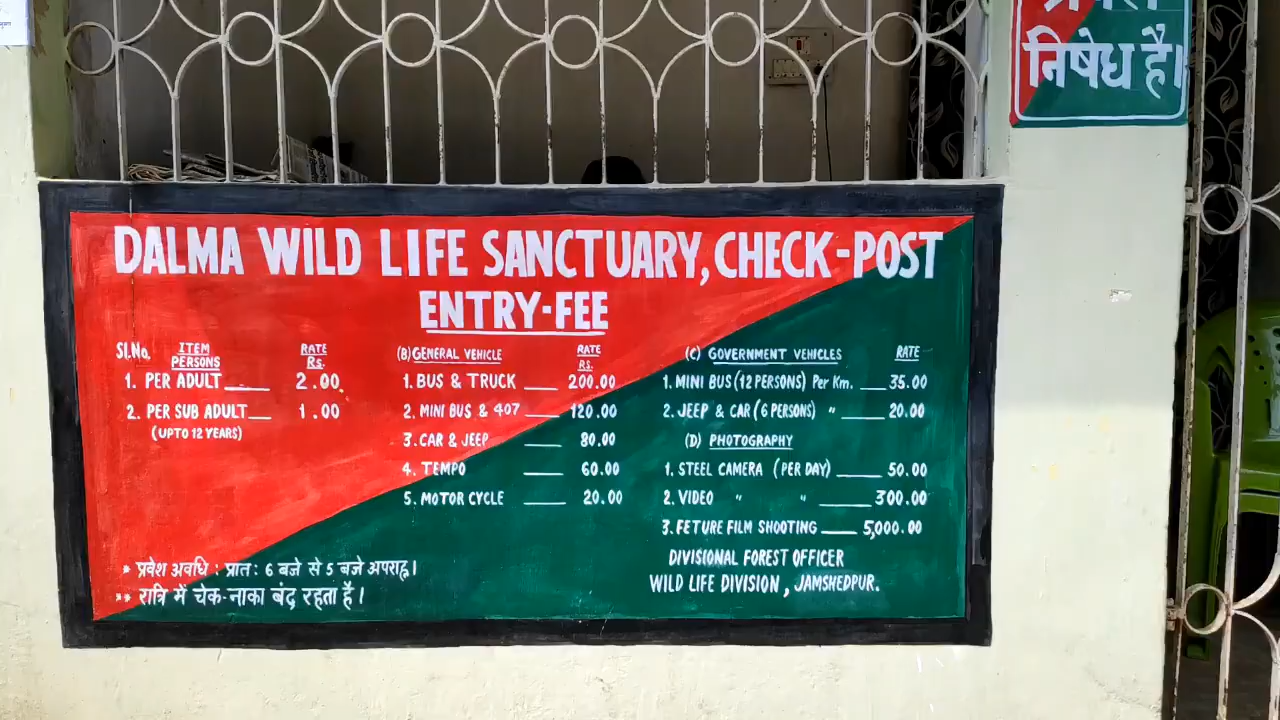 निषेध है।
DALMA WILD LIFE SANCTUARY, CHECK-POST
ENTRY-FEE
Sl.No. ITEM RATE
PERSONS Rs.
1. PER ADULT 2.00
2. PER SUB ADULT 1.00
(UPTO 12 YEARS)
(B) GENERAL VEHICLE RATE
Rs.
1. BUS & TRUCK 200.00
2. MINI BUS & 407 120.00
3. CAR & JEEP 80.00
4. TEMPO 60.00
5. MOTOR CYCLE 20.00
(C) GOVERNMENT VEHICLES RATE
1. MINI BUS (12 PERSONS) Per Km. 35.00
2. JEEP & CAR (6 PERSONS) " 20.00
(D) PHOTOGRAPHY
1. STEEL CAMERA (PER DAY) 50.00
2. VIDEO " " 300.00
3. FETURE FILM SHOOTING 5,000.00
DIVISIONAL FOREST OFFICER
WILD LIFE DIVISION, JAMSHEDPUR.
* प्रवेश अवधि : प्रात: 6 बजे से 5 बजे अपराह्न।
** रात्रि में चेक-नाका बंद रहता है।